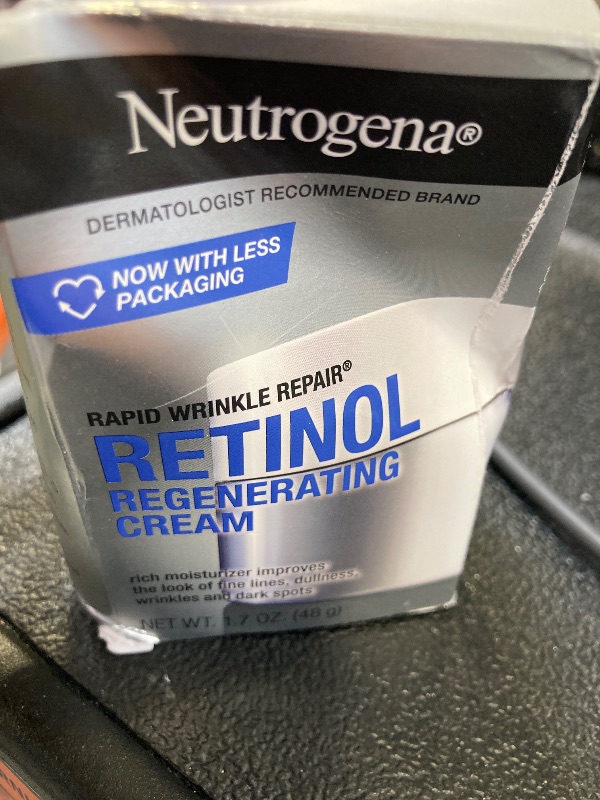 Neutrogena®
DERMATOLOGIST RECOMMENDED BRAND
NOW WITH LESS
PACKAGING
RAPID WRINKLE REPAIR®
RETINOL
REGENERATING
CREAM
rich moisturizer improves
the look of fine lines, dullness,
wrinkles and dark spots
NET WT. 1.7 OZ. (48 g)